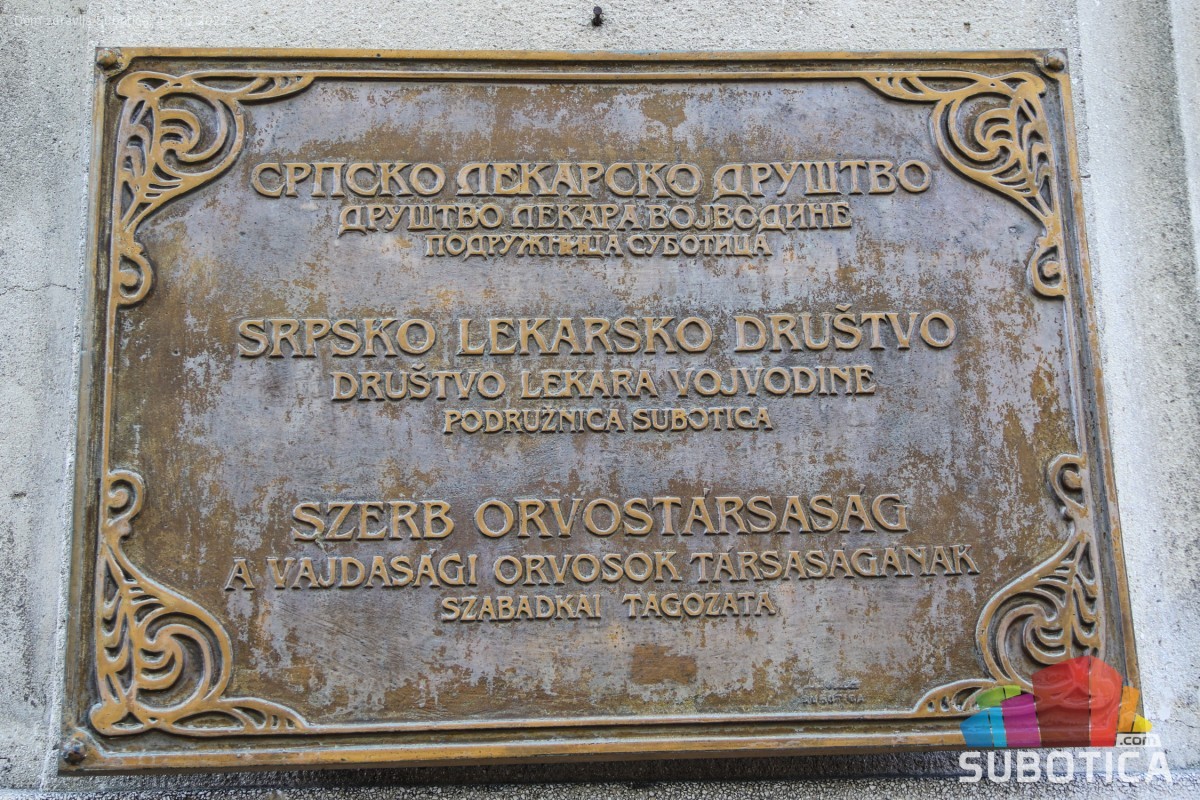 СРПСКО ЛЕКАРСКО ДРУШТВО
ДРУШТВО ЛЕКАРА ВОЈВОДИНЕ
ПОДРУЖНИЦА СУБОТИЦА
SRPSKO LEKARSKO DRUŠTVO
DRUŠTVO LEKARA VOJVODINE
PODRUŽNICA SUBOTICA
SZERB ORVOSTÁRSASÁG
A VAJDASÁGI ORVOSOK TÁRSASÁGÁNAK
SZABADKAI TAGOZATA
.com
SUBOTICA